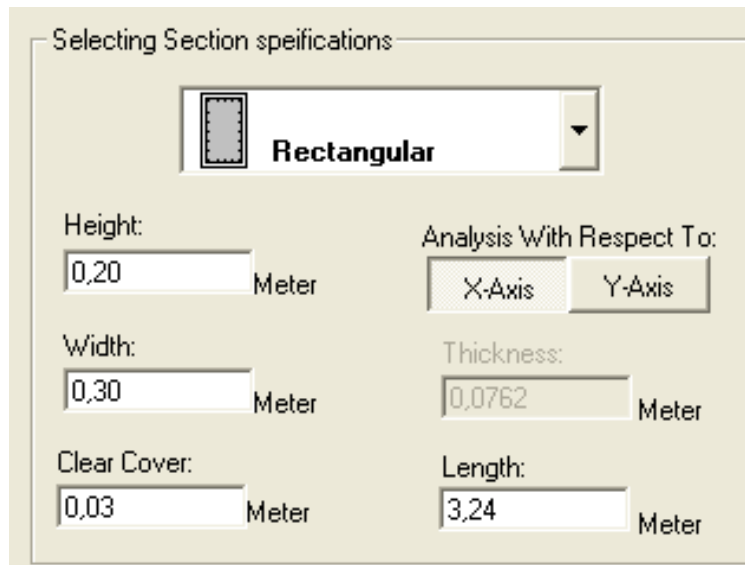 Selecting Section speifications
Rectangular
Height:
0,20 Meter
Analysis With Respect To:
X-Axis Y-Axis
Width:
0,30 Meter
Thickness:
0,0762 Meter
Clear Cover:
0,03 Meter
Length:
3,24 Meter